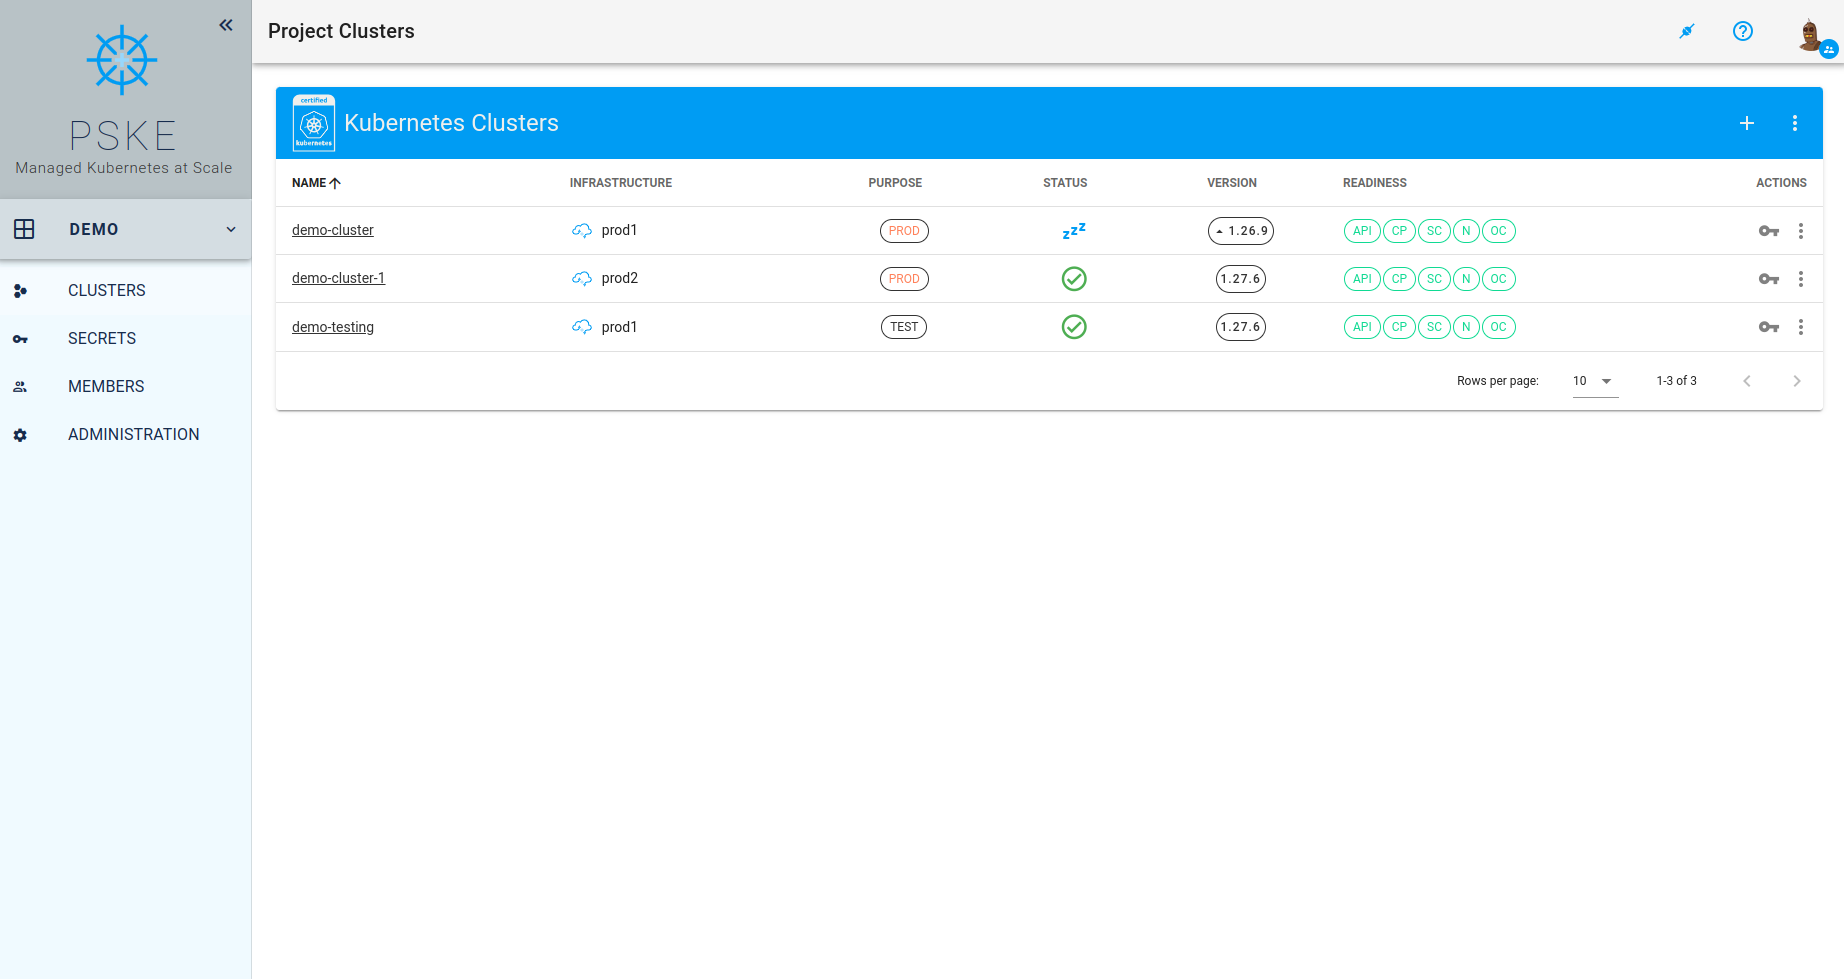 Project Clusters
PSKE
Managed Kubernetes at Scale
DEMO
CLUSTERS
SECRETS
MEMBERS
ADMINISTRATION
certified
kubernetes
Kubernetes Clusters
NAME INFRASTRUCTURE PURPOSE STATUS VERSION READINESS ACTIONS
demo-cluster prod1 PROD zzz 1.26.9 API CP SC N OC
demo-cluster-1 prod2 PROD 1.27.6 API CP SC N OC
demo-testing prod1 TEST 1.27.6 API CP SC N OC
Rows per page: 10 1-3 of 3